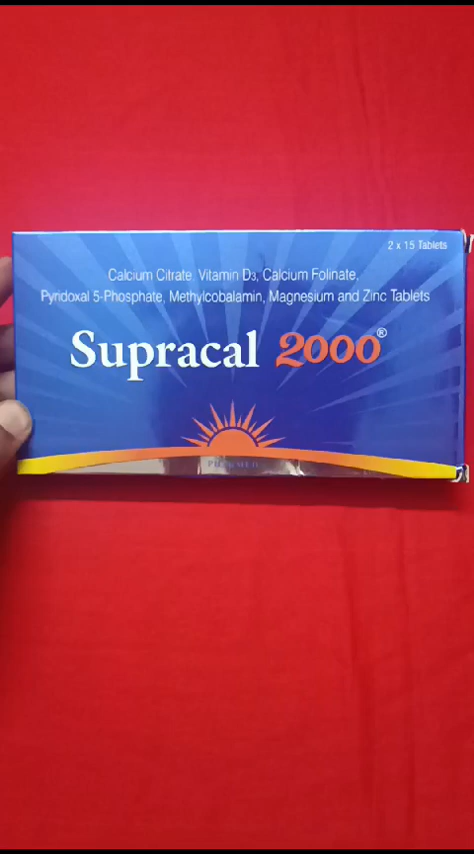 2 x 15 Tablets
Calcium Citrate, Vitamin D3, Calcium Folinate,
Pyridoxal 5-Phosphate, Methylcobalamin, Magnesium and Zinc Tablets
Supracal 2000®